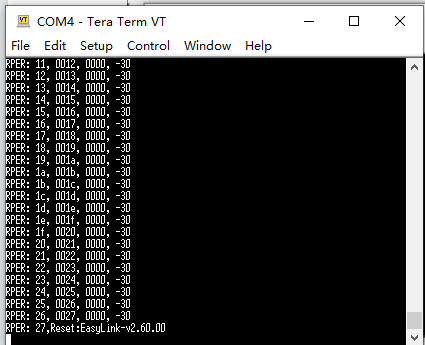 COM4 - Tera Term VT
File Edit Setup Control Window Help
RPER: 11, 0012, 0000, -30
RPER: 12, 0013, 0000, -30
RPER: 13, 0014, 0000, -30
RPER: 14, 0015, 0000, -30
RPER: 15, 0016, 0000, -30
RPER: 16, 0017, 0000, -30
RPER: 17, 0018, 0000, -30
RPER: 18, 0019, 0000, -30
RPER: 19, 001a, 0000, -30
RPER: 1a, 001b, 0000, -30
RPER: 1b, 001c, 0000, -30
RPER: 1c, 001d, 0000, -30
RPER: 1d, 001e, 0000, -30
RPER: 1e, 001f, 0000, -30
RPER: 1f, 0020, 0000, -30
RPER: 20, 0021, 0000, -30
RPER: 21, 0022, 0000, -30
RPER: 22, 0023, 0000, -30
RPER: 23, 0024, 0000, -30
RPER: 24, 0025, 0000, -30
RPER: 25, 0026, 0000, -30
RPER: 26, 0027, 0000, -30
RPER: 27,Reset:EasyLink-v2.60.00